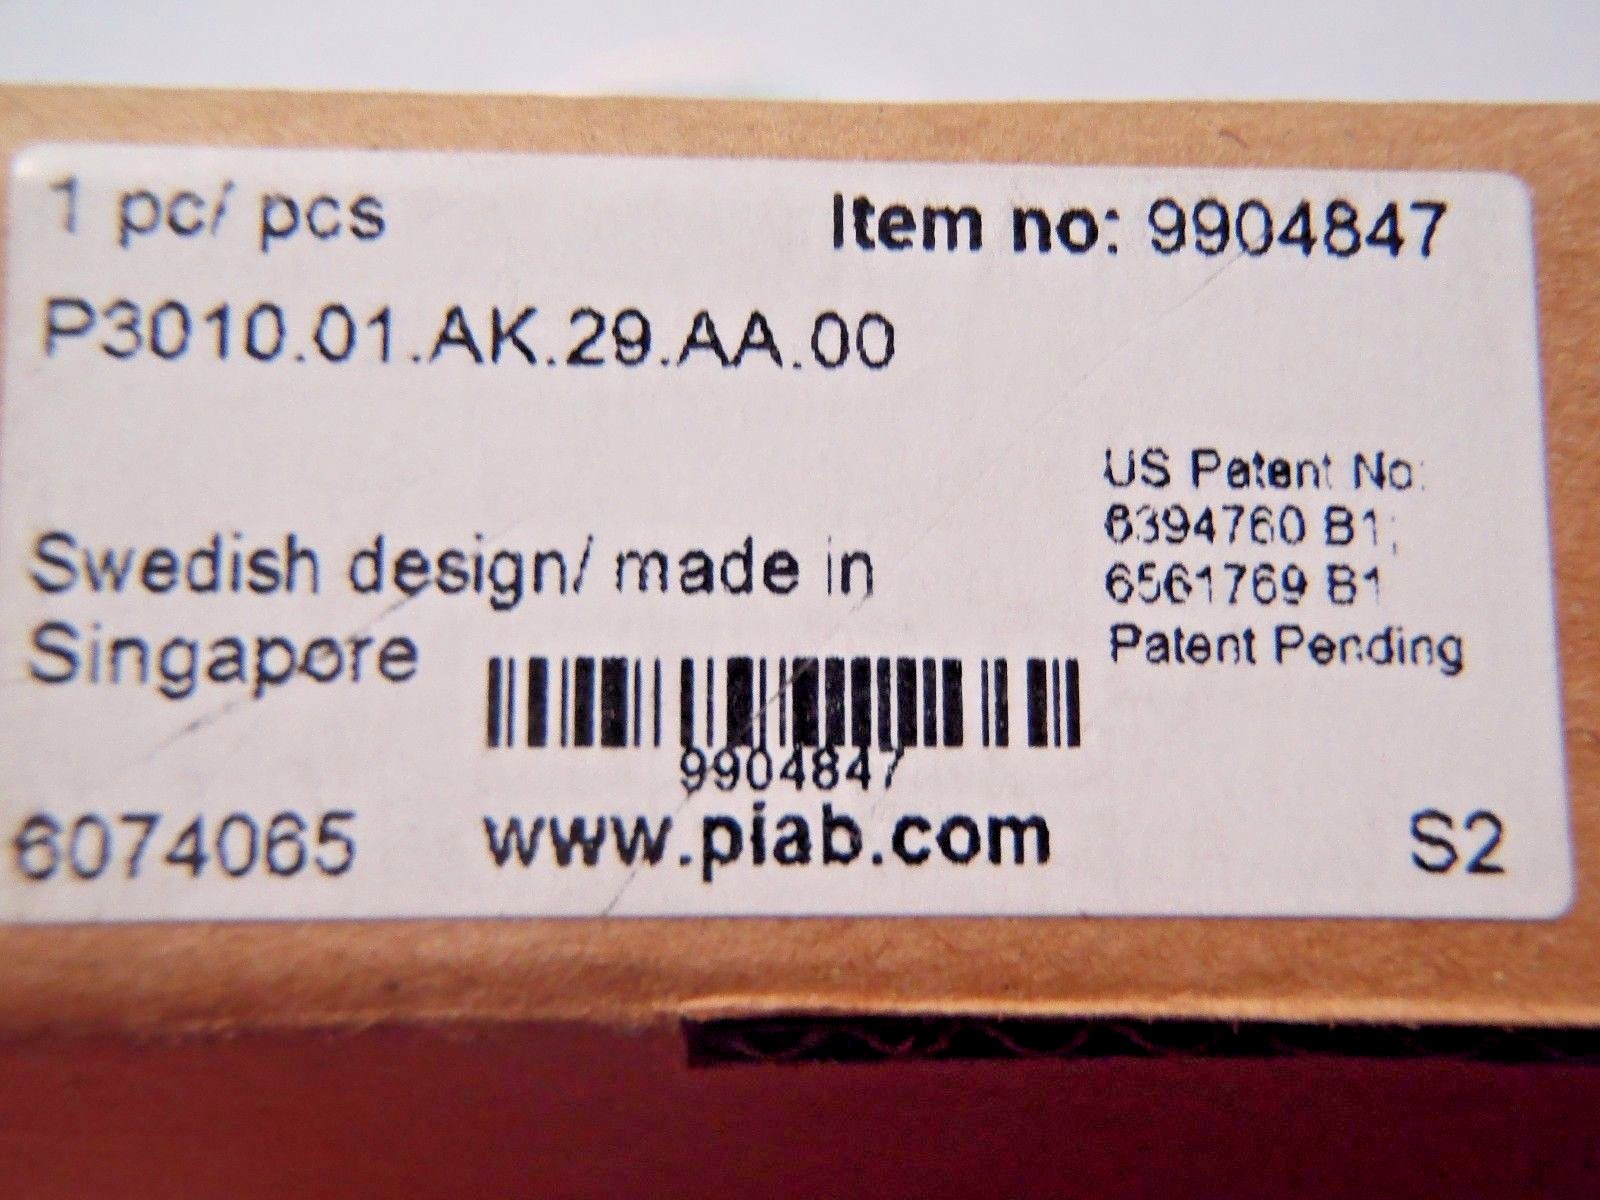 1 pc/ pcs
Item no: 9904847
P3010.01.AK.29.AA.00
US Patent No:
6394760 B1;
6561769 B1
Patent Pending
Swedish design/ made in
Singapore
9904847
6074065
www.piab.com
S2